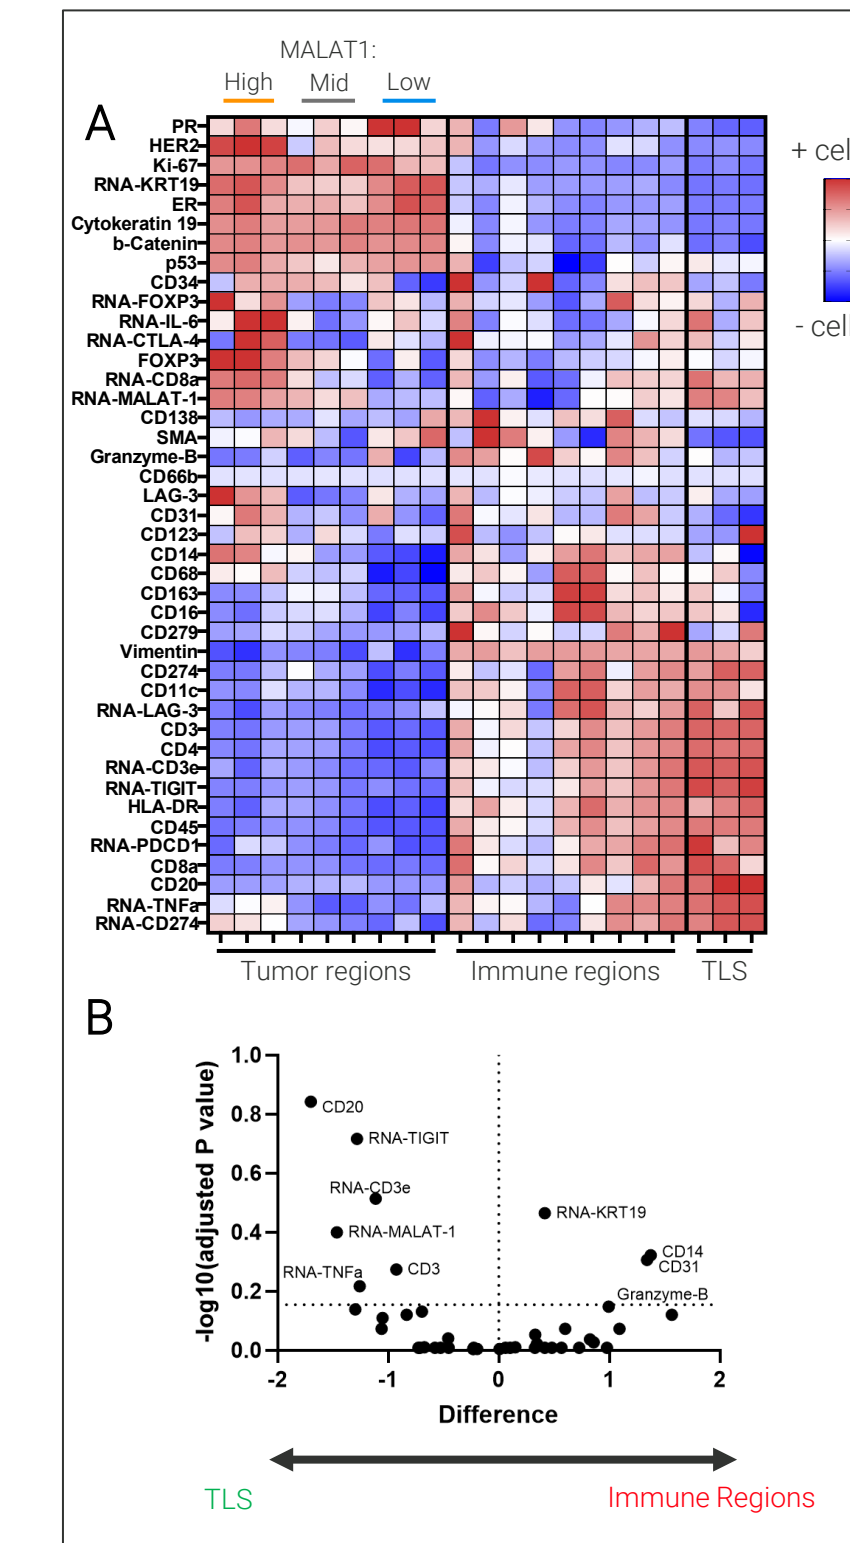 MALAT1:
High
Mid
Low
A
PR
HER2
Ki-67
RNA-KRT19
ER
Cytokeratin 19
b-Catenin
p53
CD34
RNA-FOXP3
RNA-IL-6
RNA-CTLA-4
FOXP3
RNA-CD8a
RNA-MALAT-1
CD138
SMA
Granzyme-B
CD66b
LAG-3
CD31
CD123
CD14
CD68
CD163
CD16
CD279
Vimentin
CD274
CD11c
RNA-LAG-3
CD3
CD4
RNA-CD3e
RNA-TIGIT
HLA-DR
CD45
RNA-PDCD1
CD8a
CD20
RNA-TNFa
RNA-CD274
+ cel
- cell
Tumor regions
Immune regions
TLS
B
-log10(adjusted P value)
1.0
0.8
0.6
0.4
0.2
0.0
CD20
RNA-TIGIT
RNA-CD3e
RNA-MALAT-1
CD3
RNA-TNFa
RNA-KRT19
CD14
CD31
Granzyme-B
-2
-1
0
1
2
Difference
TLS
Immune Regions